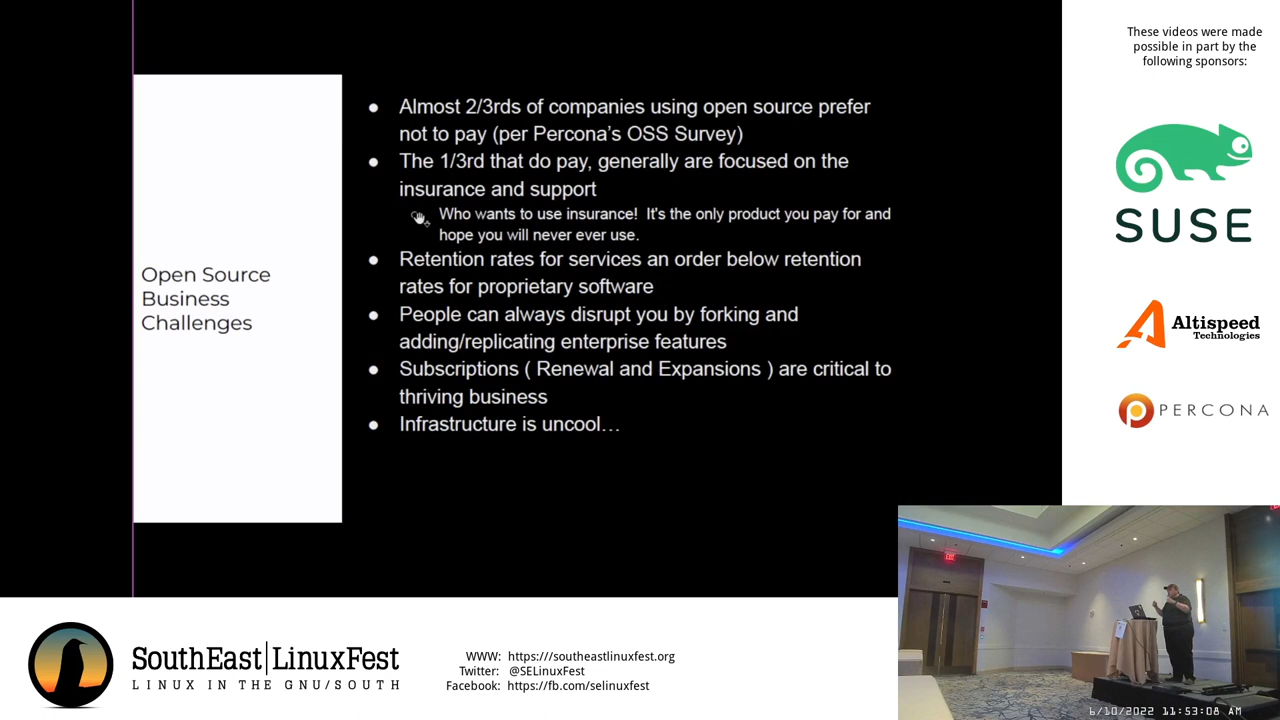 These videos were made
possible in part by the
following sponsors:
Almost 2/3rds of companies using open source prefer
not to pay (per Percona's OSS Survey)
The 1/3rd that do pay, generally are focused on the
insurance and support
Who wants to use insurance! It's the only product you pay for and
hope you will never ever use.
Retention rates for services an order below retention
rates for proprietary software
People can always disrupt you by forking and
adding/replicating enterprise features
Subscriptions ( Renewal and Expansions ) are critical to
thriving business
Infrastructure is uncool…
Open Source
Business
Challenges
SUSE
Altispeed
Technologies
PERCONA
EXIT
SouthEast|LinuxFest
LINUX IN THE GNU/SOUTH
WWW: https:///southeastlinuxfest.org
Twitter: @SELinuxFest
Facebook: https://fb.com/selinuxfest
6/10/2022 11:53:08 AM